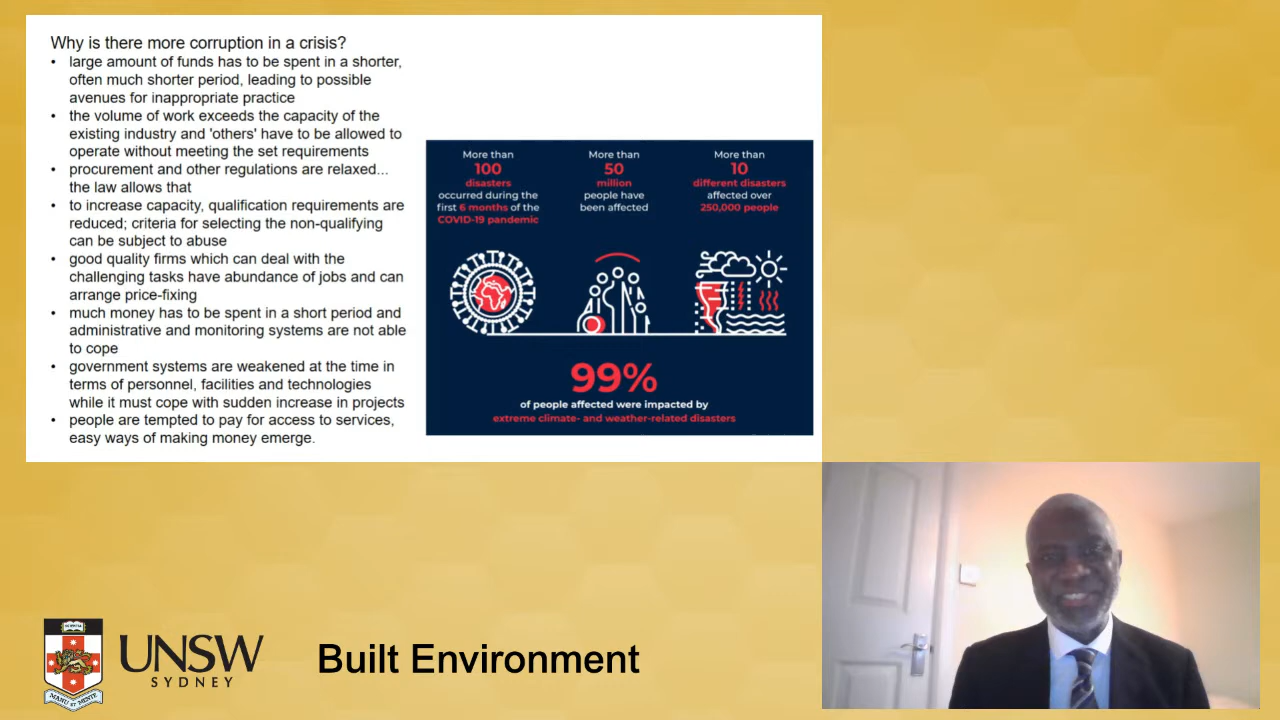 Why is there more corruption in a crisis?
• large amount of funds has to be spent in a shorter,
often much shorter period, leading to possible
avenues for inappropriate practice
• the volume of work exceeds the capacity of the
existing industry and 'others' have to be allowed to
operate without meeting the set requirements
• procurement and other regulations are relaxed...
the law allows that
• to increase capacity, qualification requirements are
reduced; criteria for selecting the non-qualifying
can be subject to abuse
• good quality firms which can deal with the
challenging tasks have abundance of jobs and can
arrange price-fixing
• much money has to be spent in a short period and
administrative and monitoring systems are not able
to cope
• government systems are weakened at the time in
terms of personnel, facilities and technologies
while it must cope with sudden increase in projects
• people are tempted to pay for access to services,
easy ways of making money emerge.
More than
100
disasters
occurred during the
first 6 months of the
COVID-19 pandemic
More than
50
million
people have
been affected
More than
10
different disasters
affected over
250,000 people
99%
of people affected were impacted by
extreme climate- and weather-related disasters
UNSW
SYDNEY
MANU ET MENTE
Built Environment